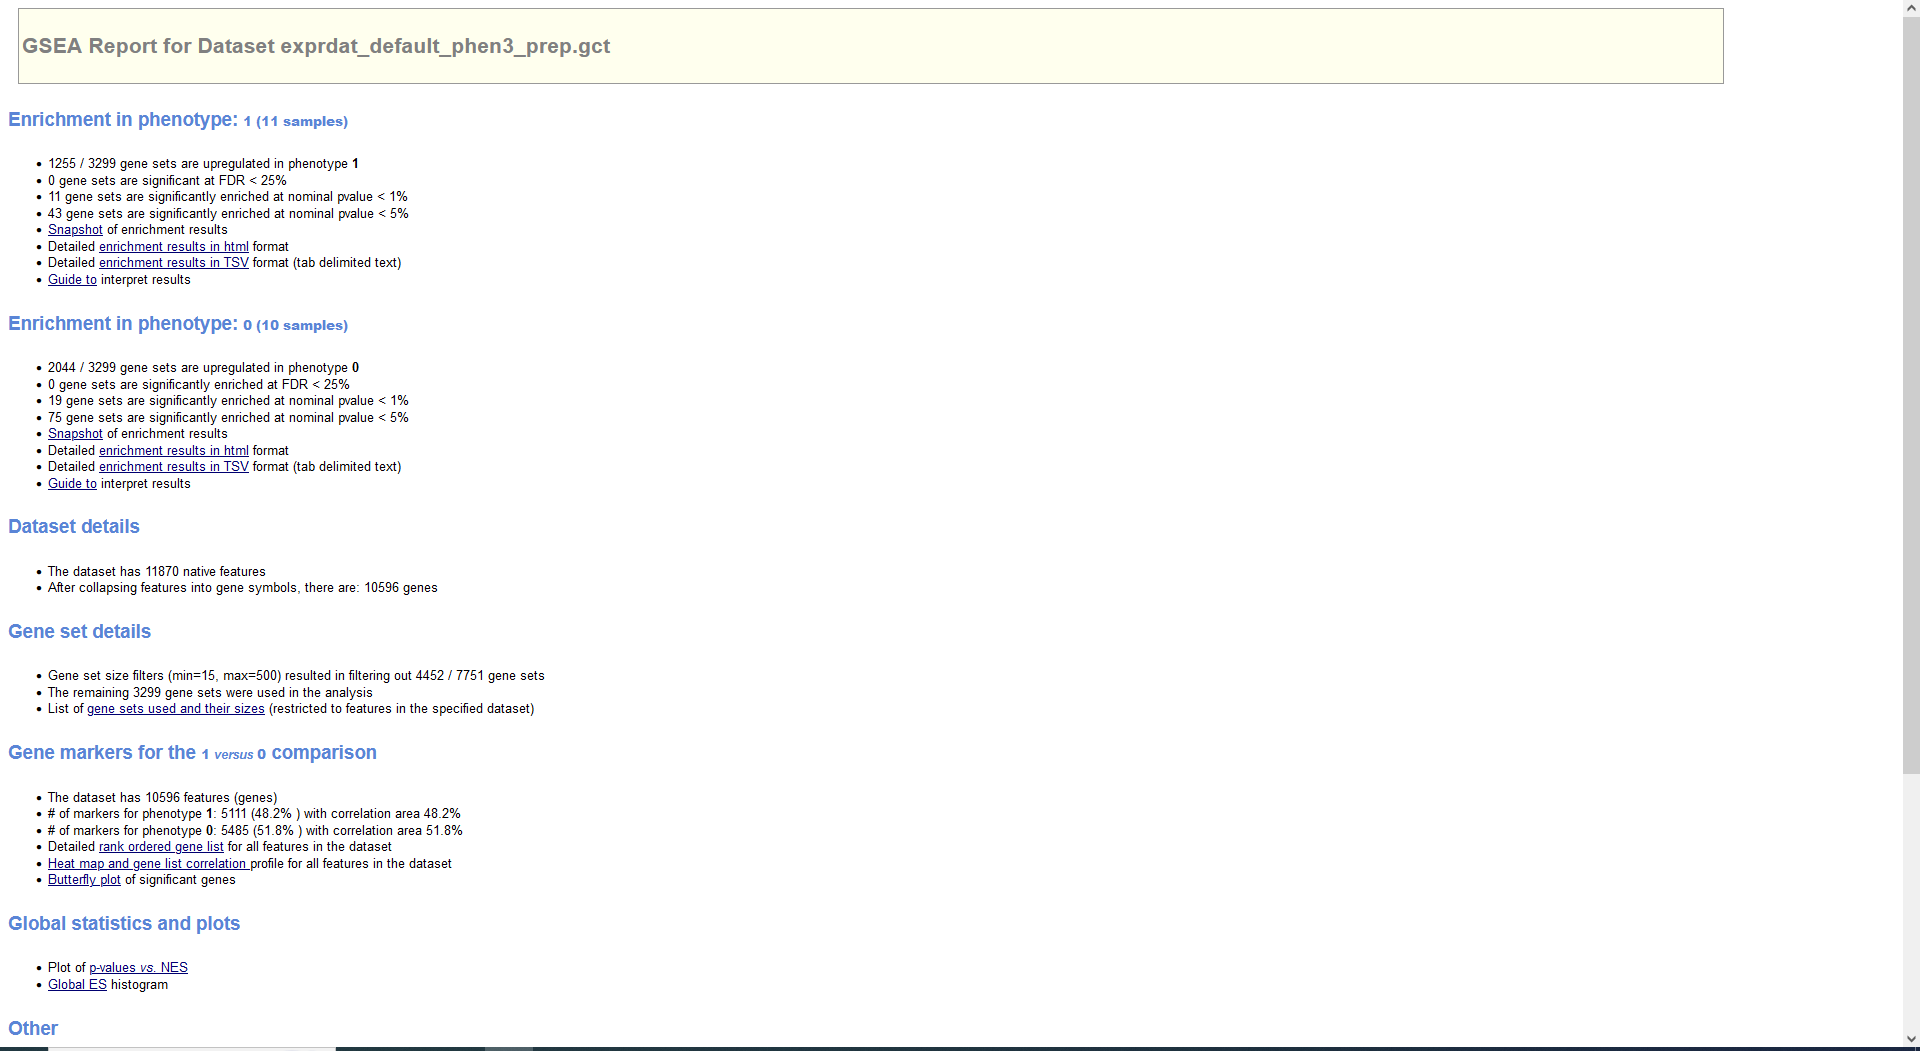 GSEA Report for Dataset exprdat_default_phen3_prep.gct
Enrichment in phenotype: 1 (11 samples)
• 1255 / 3299 gene sets are upregulated in phenotype 1
• 0 gene sets are significant at FDR < 25%
• 11 gene sets are significantly enriched at nominal pvalue < 1%
• 43 gene sets are significantly enriched at nominal pvalue < 5%
• Snapshot of enrichment results
• Detailed enrichment results in html format
• Detailed enrichment results in TSV format (tab delimited text)
• Guide to interpret results
Enrichment in phenotype: 0 (10 samples)
• 2044 / 3299 gene sets are upregulated in phenotype 0
• 0 gene sets are significantly enriched at FDR < 25%
• 19 gene sets are significantly enriched at nominal pvalue < 1%
• 75 gene sets are significantly enriched at nominal pvalue < 5%
• Snapshot of enrichment results
• Detailed enrichment results in html format
• Detailed enrichment results in TSV format (tab delimited text)
• Guide to interpret results
Dataset details
• The dataset has 11870 native features
• After collapsing features into gene symbols, there are: 10596 genes
Gene set details
• Gene set size filters (min=15, max=500) resulted in filtering out 4452 / 7751 gene sets
• The remaining 3299 gene sets were used in the analysis
• List of gene sets used and their sizes (restricted to features in the specified dataset)
Gene markers for the 1 versus 0 comparison
• The dataset has 10596 features (genes)
• # of markers for phenotype 1: 5111 (48.2% ) with correlation area 48.2%
• # of markers for phenotype 0: 5485 (51.8% ) with correlation area 51.8%
• Detailed rank ordered gene list for all features in the dataset
• Heat map and gene list correlation profile for all features in the dataset
• Butterfly plot of significant genes
Global statistics and plots
• Plot of p-values vs. NES
• Global ES histogram
Other